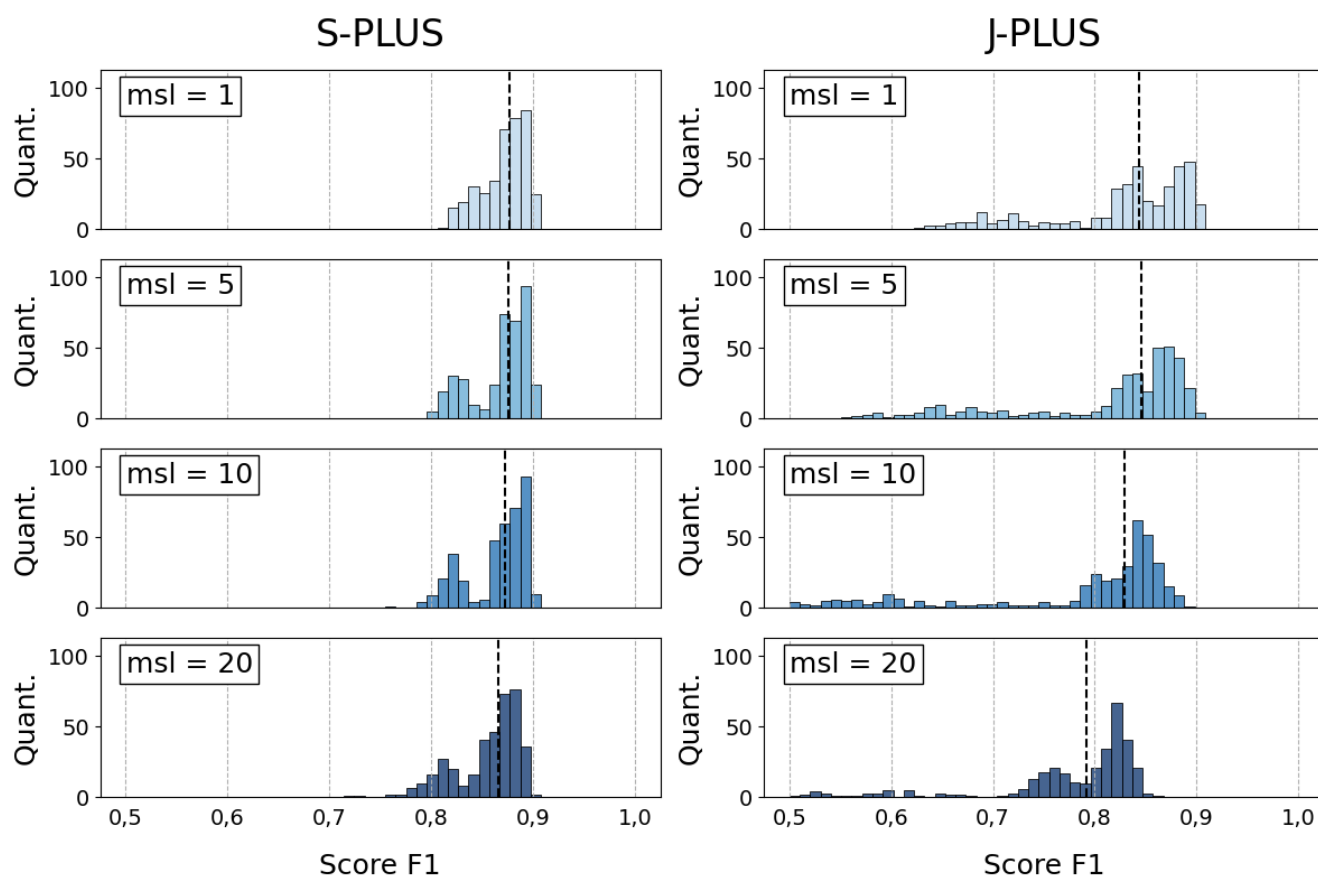 S-PLUS
J-PLUS
Quant.
100
50
0
msl = 1
Quant.
100
50
0
msl = 1
Quant.
100
50
0
msl = 5
Quant.
100
50
0
msl = 5
Quant.
100
50
0
msl = 10
Quant.
100
50
0
msl = 10
Quant.
100
50
0
msl = 20
Quant.
100
50
0
msl = 20
0,5 0,6 0,7 0,8 0,9 1,0
0,5 0,6 0,7 0,8 0,9 1,0
Score F1
Score F1